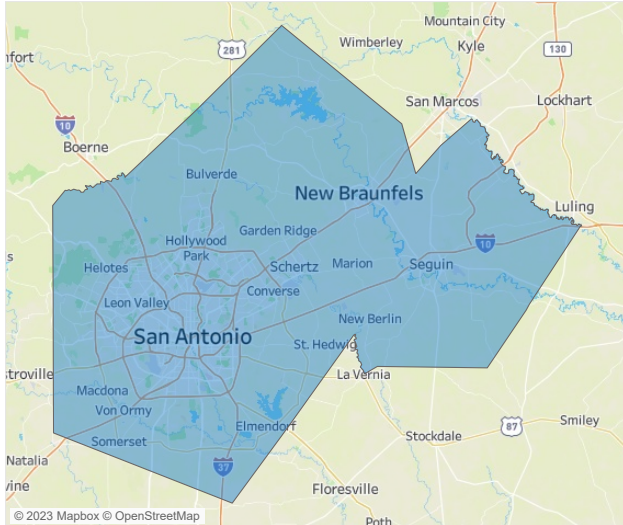 Mountain City
Wimberley
Kyle
281
130
nfort
San Marcos
Lockhart
10
Boerne
Bulverde
New Braunfels
Luling
Garden Ridge
Hollywood
Park
10
Helotes
Schertz
Marion
Seguin
Converse
Leon Valley
New Berlin
San Antonio
St. Hedwig
stroville
La Vernia
Macdona
Von Ormy
Smiley
87
Elmendorf
Stockdale
Somerset
Natalia
37
vine
Floresville
© 2023 Mapbox © OpenStreetMap
Poth